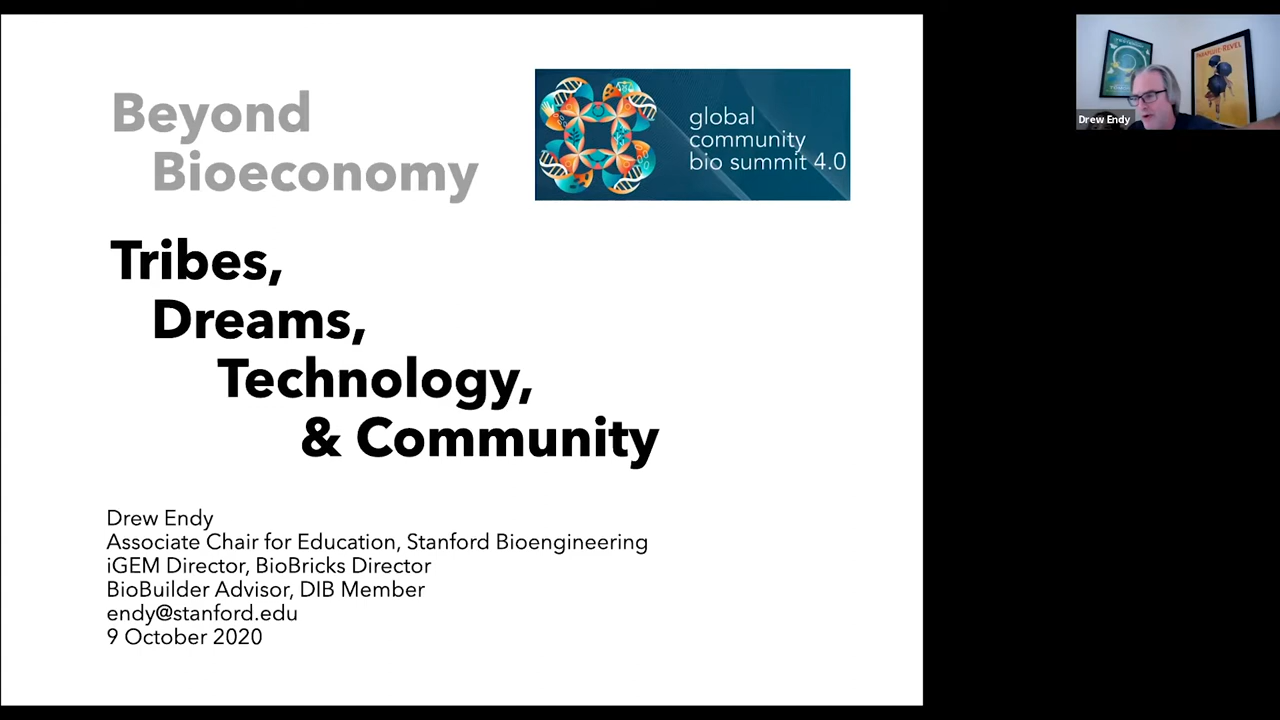 Beyond
Bioeconomy
global
community
bio summit 4.0
Tribes,
Dreams,
Technology,
& Community
Drew Endy
Associate Chair for Education, Stanford Bioengineering
iGEM Director, BioBricks Director
BioBuilder Advisor, DIB Member
endy@stanford.edu
9 October 2020
Drew Endy